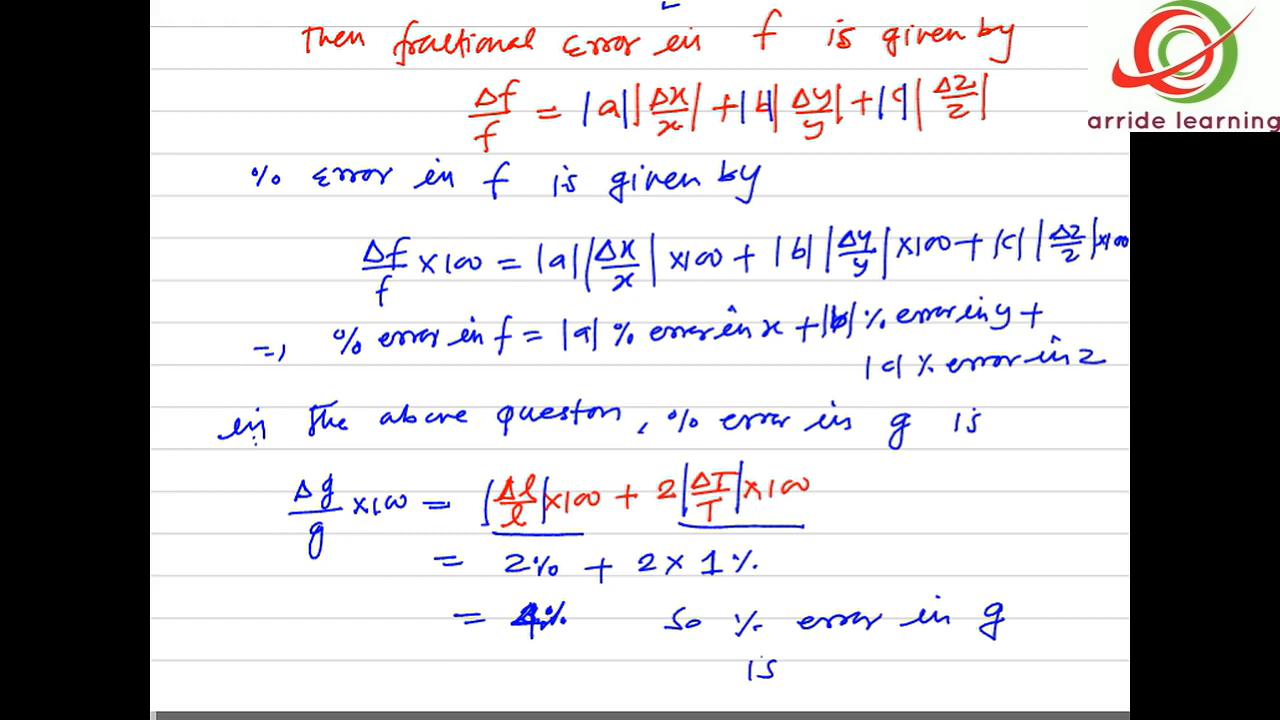 Then fractional Error in f is given by
Δf/f = |a||Δx/x| + |b||Δy/y| + |c||Δz/z|
arride learning
% error in f is given by
Δf/f × 100 = |a||Δx/x| × 100 + |b||Δy/y| × 100 + |c||Δz/z| × 100
=, % error in f = |a| % error in x + |b| % error in y +
|c| % error in z
in the above queston, % error in g is
Δg/g × 100 = |Δl/l| × 100 + 2|ΔT/T| × 100
= 2% + 2 × 1%.
= 4%. So %. error in g
is